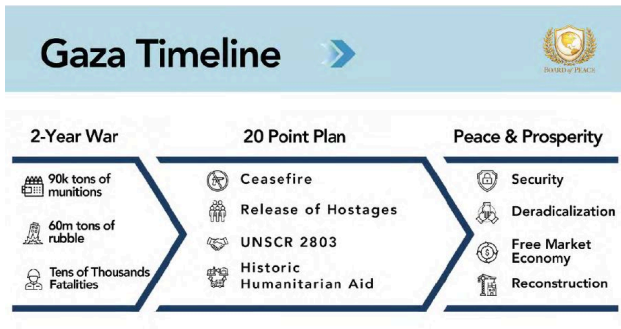 Gaza Timeline
BOARD of PEACE
2-Year War
90k tons of
munitions
60m tons of
rubble
Tens of Thousands
Fatalities
20 Point Plan
Ceasefire
Release of Hostages
UNSCR 2803
Historic
Humanitarian Aid
Peace & Prosperity
Security
Deradicalization
Free Market
Economy
Reconstruction